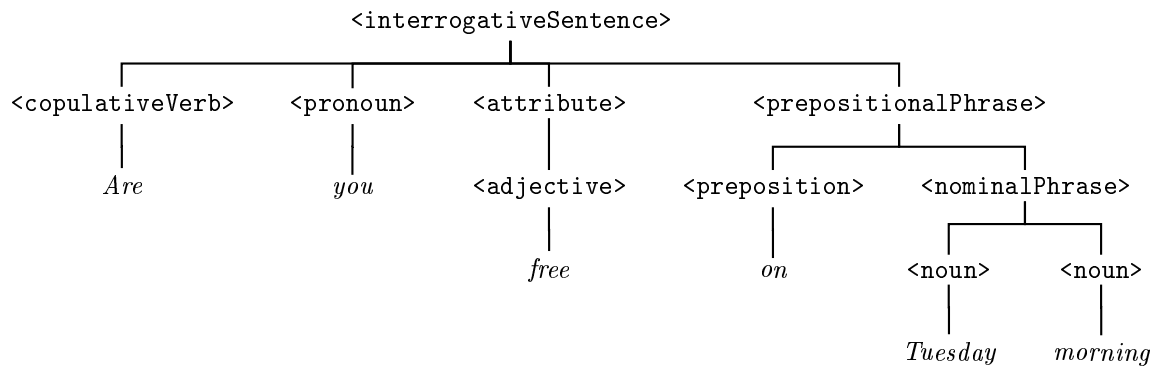 <interrogativeSentence>
<copulativeVerb> <pronoun> <attribute> <prepositionalPhrase>
Are you <adjective> <preposition> <nominalPhrase>
free on <noun> <noun>
Tuesday morning